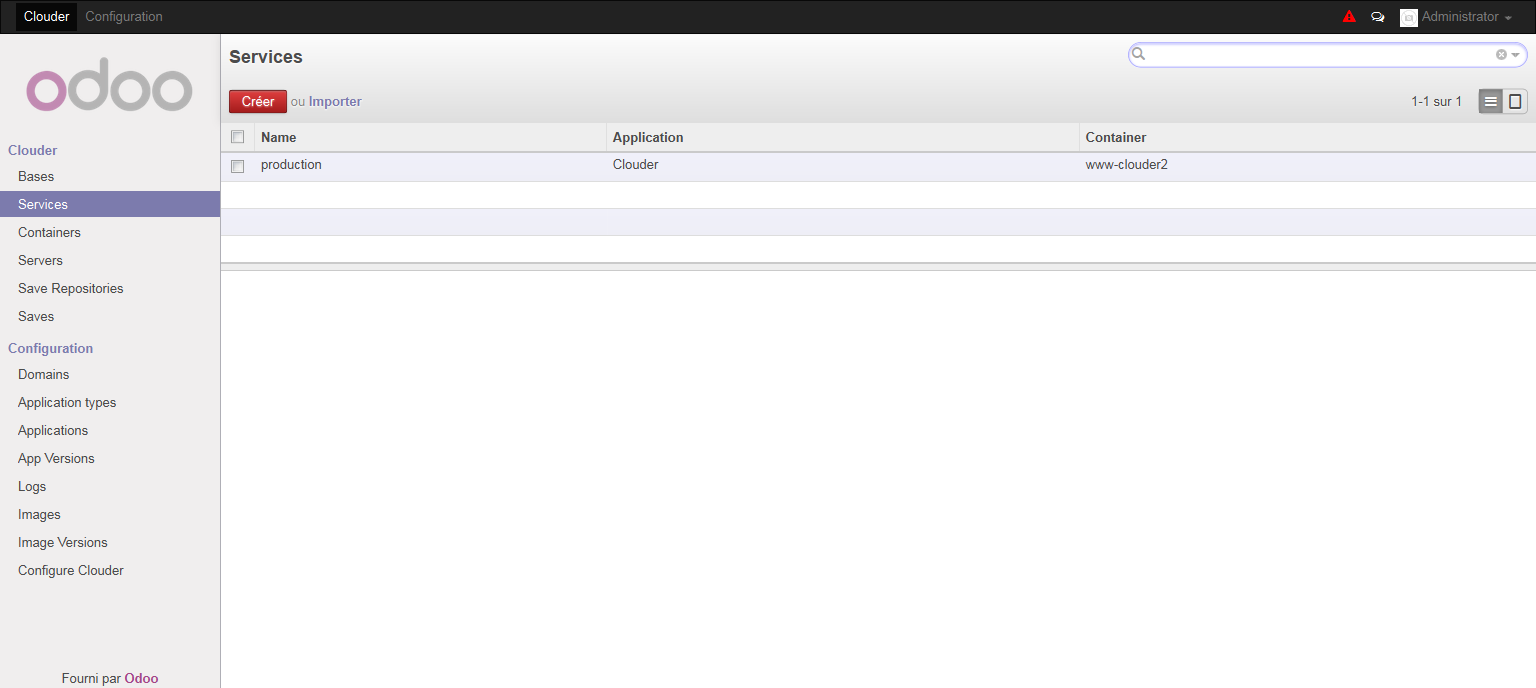 Clouder Configuration Administrator
odoo
Services
Créer ou Importer 1-1 sur 1
Name Application Container
production Clouder www-clouder2
Clouder
Bases
Services
Containers
Servers
Save Repositories
Saves
Configuration
Domains
Application types
Applications
App Versions
Logs
Images
Image Versions
Configure Clouder
Fourni par Odoo